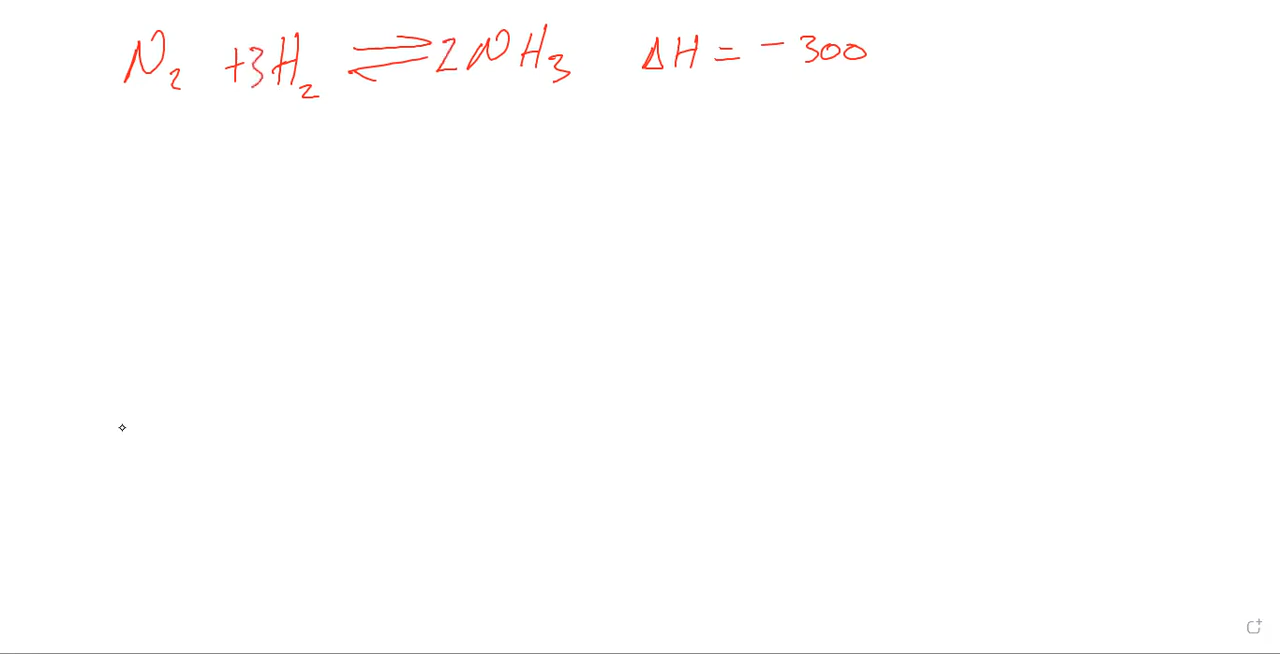 N₂ +3H₂ ⇌ 2NH₃ ΔH = -300